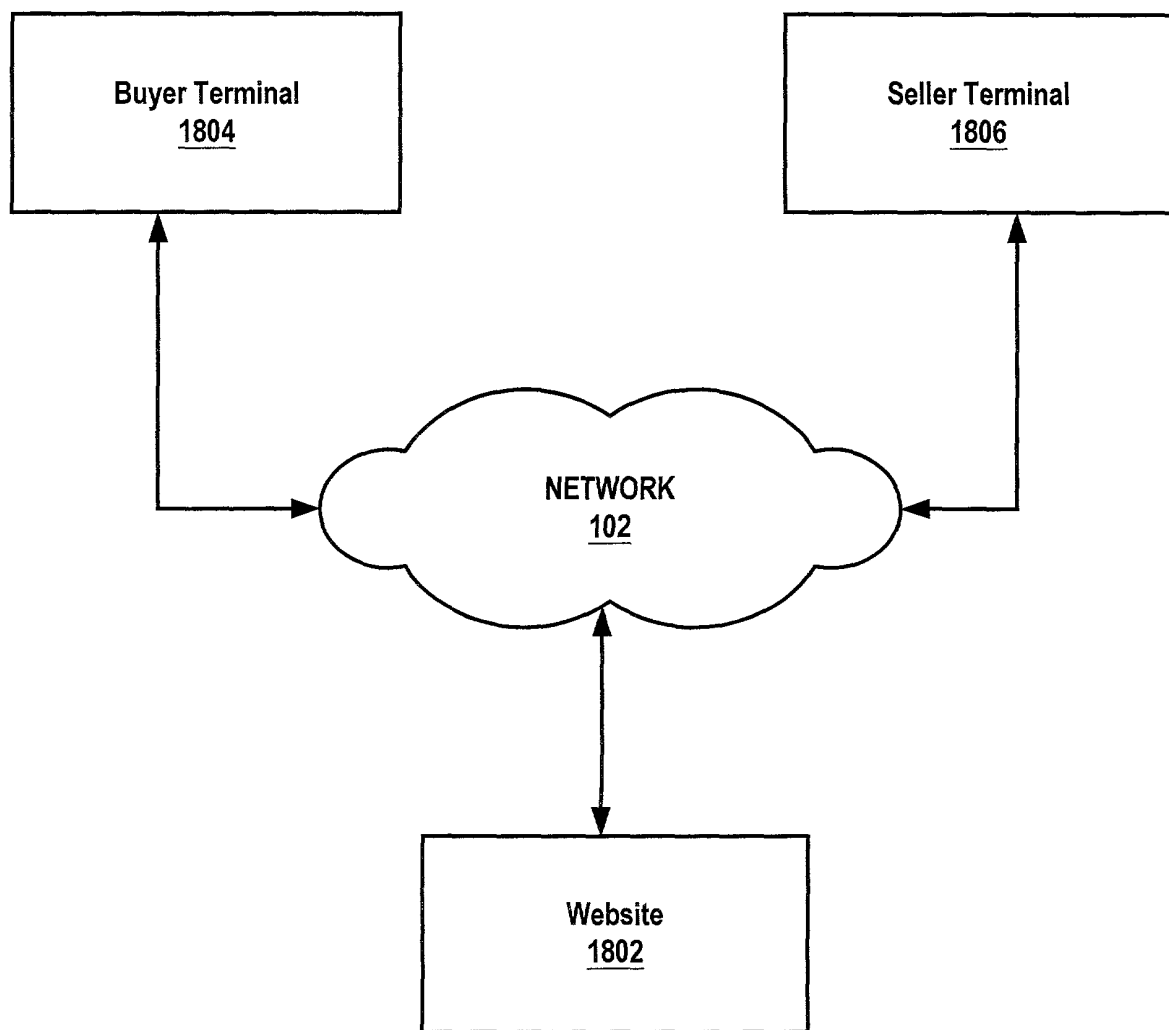 Buyer Terminal
1804
Seller Terminal
1806
NETWORK
102
Website
1802